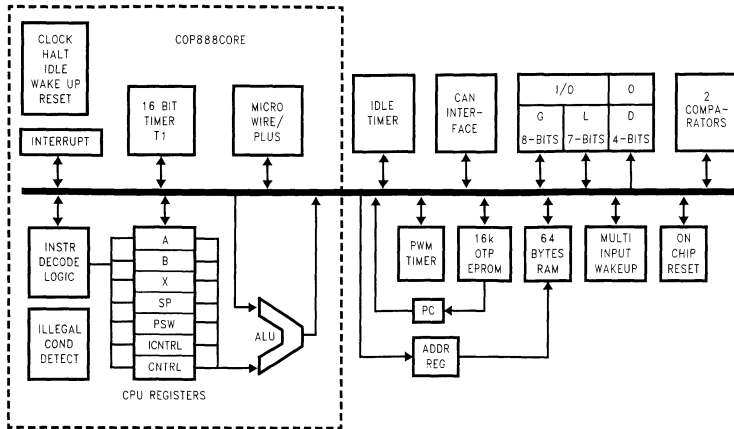 COP888CORE
CLOCK
HALT
IDLE
WAKE UP
RESET
INTERRUPT
16 BIT
TIMER
T1
MICRO
WIRE/
PLUS
IDLE
TIMER
CAN
INTER-
FACE
I/O
O
G
L
D
8-BITS
7-BITS
4-BITS
2
COMPA-
RATORS
INSTR
DECODE
LOGIC
ILLEGAL
COND
DETECT
A
B
X
SP
PSW
ICNTRL
CNTRL
CPU REGISTERS
ALU
PWM
TIMER
16k
OTP
EPROM
64
BYTES
RAM
MULTI
INPUT
WAKEUP
ON
CHIP
RESET
PC
ADDR
REG